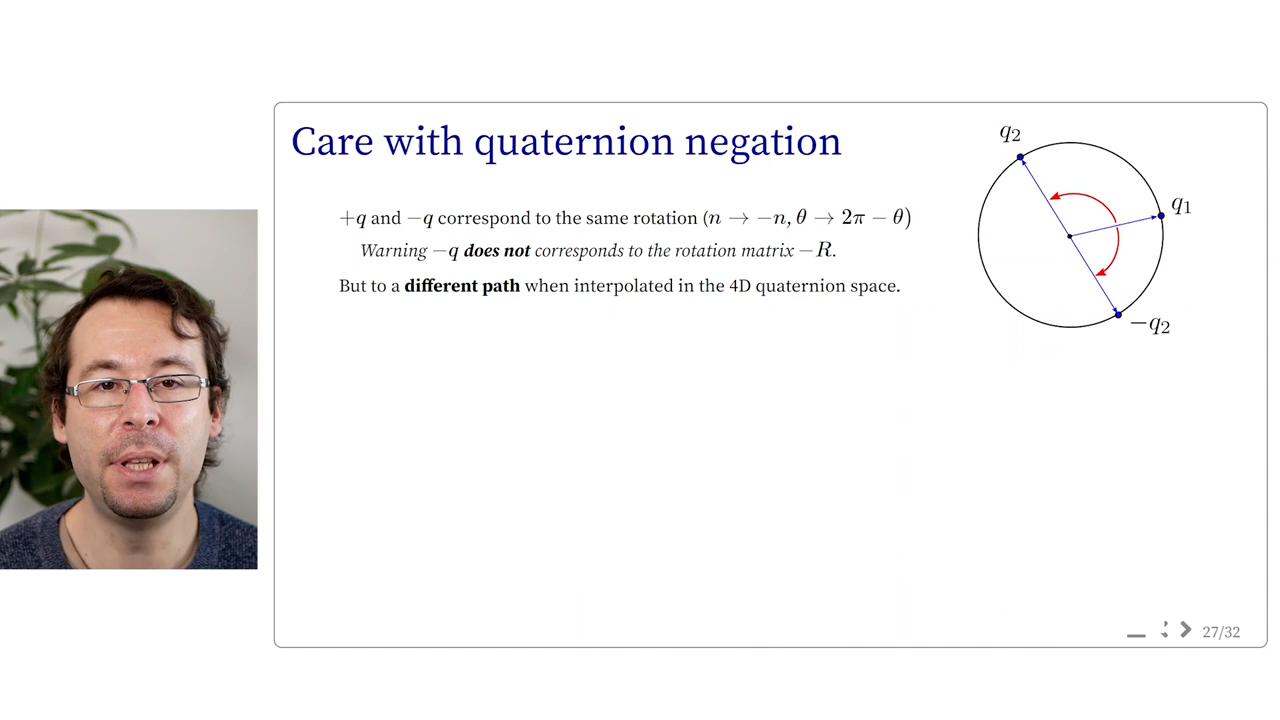 Care with quaternion negation
+q and −q correspond to the same rotation (n → −n, θ → 2π − θ)
Warning −q does not corresponds to the rotation matrix −R.
But to a different path when interpolated in the 4D quaternion space.
q₂
q₁
−q₂
27/32